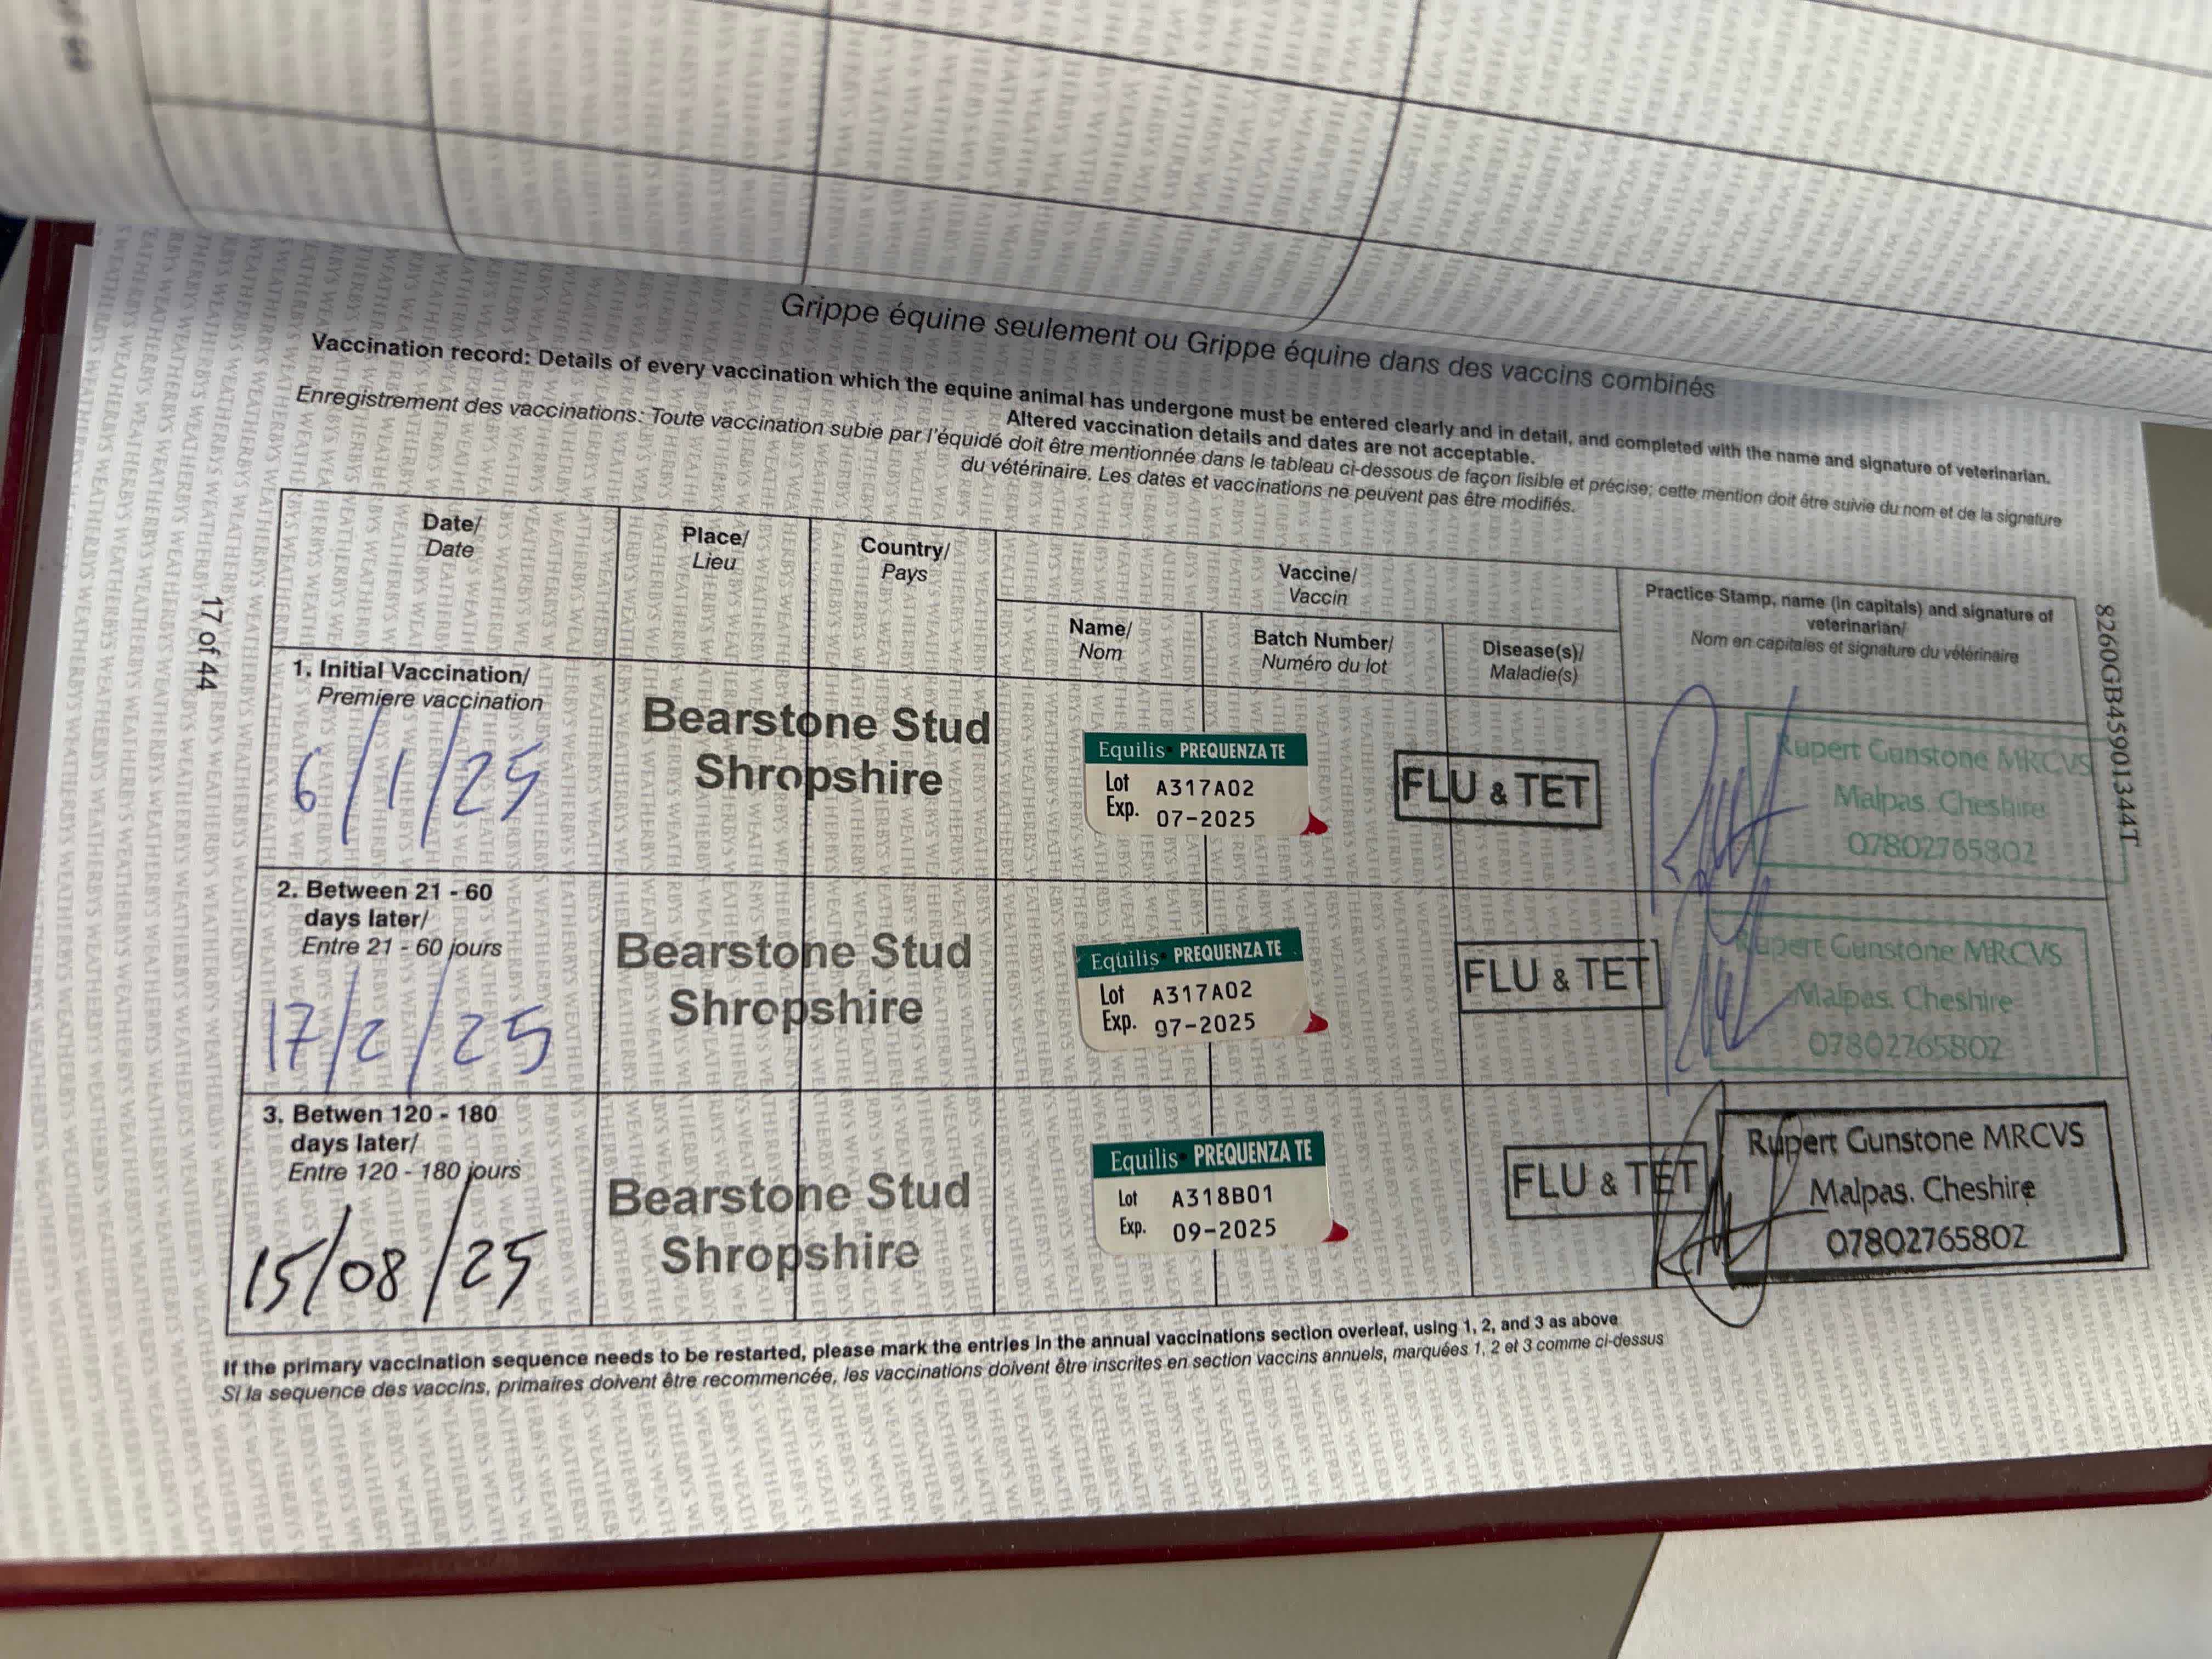 Grippe équine seulement ou Grippe équine dans des vaccins combinés
Vaccination record: Details of every vaccination which the equine animal has undergone must be entered clearly and in detail, and completed with the name and signature of veterinarian.
Altered vaccination details and dates are not acceptable.
Enregistrement des vaccinations: Toute vaccination subie par l'équidé doit être mentionnée dans le tableau ci-dessous de façon lisible et précise; cette mention doit être suivie du nom et de la signature
du vétérinaire. Les dates et vaccinations ne peuvent pas être modifiés.
Date/
Date
Place/
Lieu
Country/
Pays
Vaccine/
Vaccin
Name/
Nom
Batch Number/
Numéro du lot
Disease(s)/
Maladie(s)
Practice Stamp, name (in capitals) and signature of
veterinarian/
Nom en capitales et signature du vétérinaire
1. Initial Vaccination/
Premiere vaccination
6/1/25
Bearstone Stud
Shropshire
Equilis PREQUENZA TE
Lot A317A02
Exp. 07-2025
FLU & TET
Rupert Gunstone MRCVS
Malpas. Cheshire
07802765802
2. Between 21 - 60
days later/
Entre 21 - 60 jours
17/2/25
Bearstone Stud
Shropshire
Equilis PREQUENZA TE
Lot A317A02
Exp. 07-2025
FLU & TET
Rupert Gunstone MRCVS
Malpas. Cheshire
07802765802
3. Betwen 120 - 180
days later/
Entre 120 - 180 jours
15/08/25
Bearstone Stud
Shropshire
Equilis PREQUENZA TE
Lot A318B01
Exp. 09-2025
FLU & TET
Rupert Gunstone MRCVS
Malpas. Cheshire
07802765802
If the primary vaccination sequence needs to be restarted, please mark the entries in the annual vaccinations section overleaf, using 1, 2, and 3 as above
Si la sequence des vaccins, primaires doivent être recommencée, les vaccinations doivent être inscrites en section vaccins annuels, marquées 1, 2 et 3 comme ci-dessus
17 of 44
8260GB45901344T
WEATHERBYS